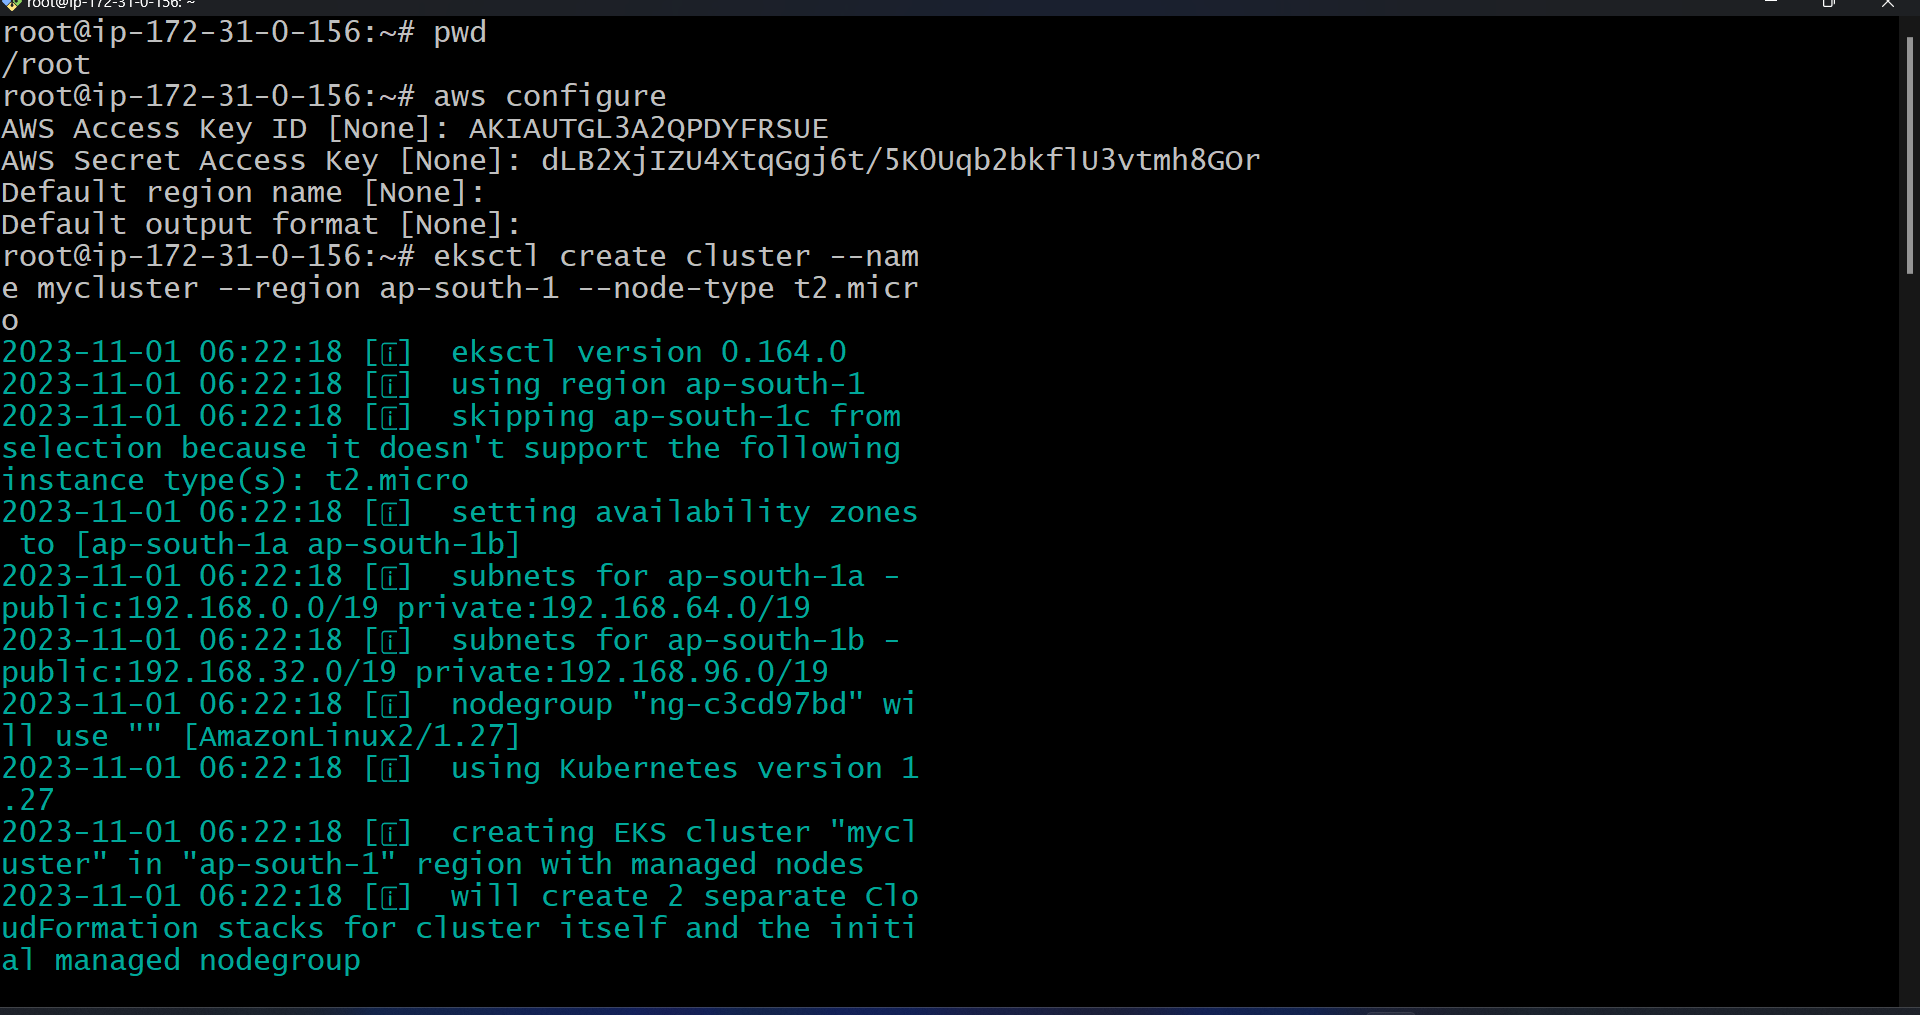 root@ip-172-31-0-156: ~
root@ip-172-31-0-156:~# pwd
/root
root@ip-172-31-0-156:~# aws configure
AWS Access Key ID [None]: AKIAUTGL3A2QPDYFRSUE
AWS Secret Access Key [None]: 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
Default region name [None]:
Default output format [None]:
root@ip-172-31-0-156:~# eksctl create cluster --nam
e mycluster --region ap-south-1 --node-type t2.micr
o
2023-11-01 06:22:18 [i]  eksctl version 0.164.0
2023-11-01 06:22:18 [i]  using region ap-south-1
2023-11-01 06:22:18 [i]  skipping ap-south-1c from
selection because it doesn't support the following
instance type(s): t2.micro
2023-11-01 06:22:18 [i]  setting availability zones
 to [ap-south-1a ap-south-1b]
2023-11-01 06:22:18 [i]  subnets for ap-south-1a -
public:192.168.0.0/19 private:192.168.64.0/19
2023-11-01 06:22:18 [i]  subnets for ap-south-1b -
public:192.168.32.0/19 private:192.168.96.0/19
2023-11-01 06:22:18 [i]  nodegroup "ng-c3cd97bd" wi
ll use "" [AmazonLinux2/1.27]
2023-11-01 06:22:18 [i]  using Kubernetes version 1
.27
2023-11-01 06:22:18 [i]  creating EKS cluster "mycl
uster" in "ap-south-1" region with managed nodes
2023-11-01 06:22:18 [i]  will create 2 separate Clo
udFormation stacks for cluster itself and the initi
al managed nodegroup